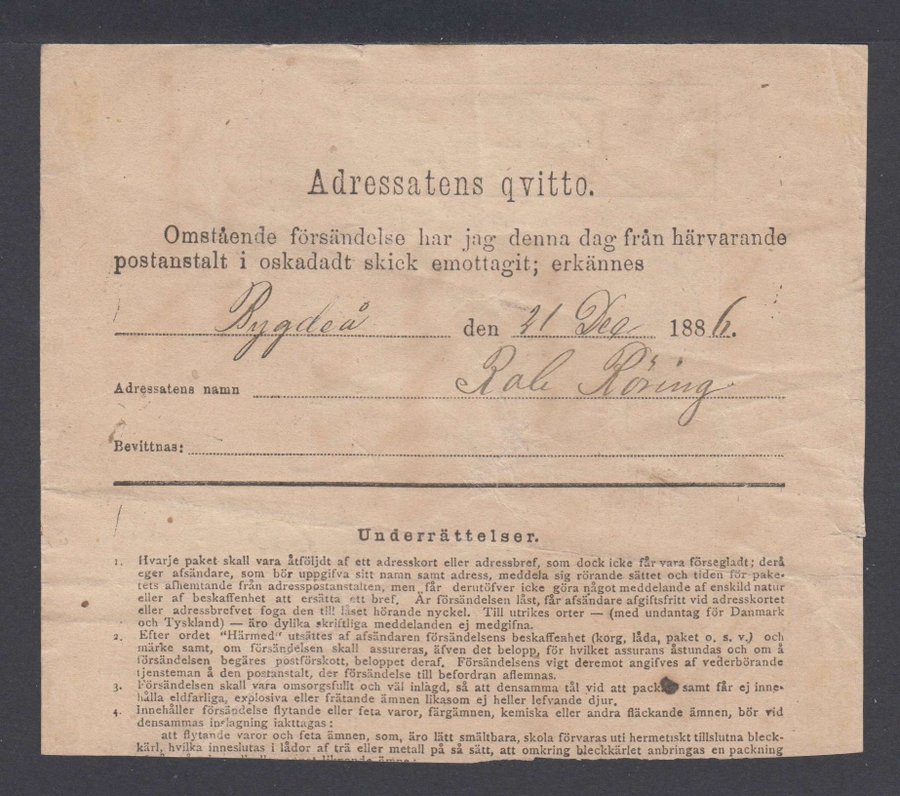 Adressatens qvitto.
Omstående försändelse har jag denna dag från härvarande
postanstalt i oskadadt skick emottagit; erkännes
Bygdeå den 21 Dec 1886.
Adressatens namn Rob Röring
Bevittnas:
Underrättelser.
1. Hvarje paket skall vara åtföljdt af ett adresskort eller adressbref, som dock icke får vara försegladt; derå
eger afsändare, som bör uppgifva sitt namn samt adress, meddela sig rörande sättet och tiden för pake-
tets afhemtande från adresspostanstalten, men får derutöfver icke göra något meddelande af enskild natur
eller af beskaffenhet att ersätta ett bref. Är försändelsen låst, får afsändare afgiftsfritt vid adresskortet
eller adressbrefvet foga den till låset hörande nyckel. Till utrikes orter — (med undantag för Danmark
och Tyskland) — äro dylika skriftliga meddelanden ej medgifna.
2. Efter ordet "Härmed" utsättes af afsändaren försändelsens beskaffenhet (korg, låda, paket o. s. v.) och
märke samt, om försändelsen skall assureras, äfven det belopp, för hvilket assurans åstundas och om å
försändelsen begäres postförskott, beloppet deraf. Försändelsens vigt deremot angifves af vederbörande
tjensteman å den postanstalt, der försändelse till befordran aflemnas.
3. Försändelsen skall vara omsorgsfullt och väl inlagd, så att densamma tål vid att packas samt får ej inne-
hålla eldfarliga, explosiva eller frätande ämnen likasom ej heller lefvande djur.
4. Innehåller försändelse flytande eller feta varor, färgämnen, kemiska eller andra fläckande ämnen, bör vid
densammas inslagning iakttagas:
att flytande varor och feta ämnen, som, äro lätt smältbara, skola förvaras uti hermetiskt tillslutna bleck-
kärl, hvilka inneslutas i lådor af trä eller metall på så sätt, att omkring bleckkärlet anbringas en packning